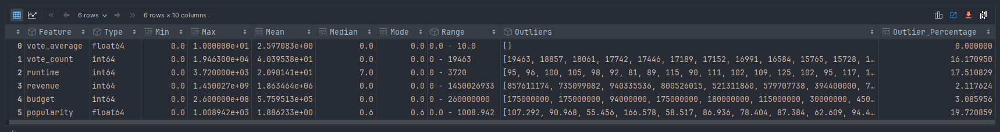 6 rows 6 rows × 10 columns
Feature Type Min Max Mean Median Mode Range Outliers Outlier_Percentage
0 vote_average float64 0.0 1.000000e+01 2.597083e+00 0.0 0.0 0.0 - 10.0 [] 0.000000
1 vote_count int64 0.0 1.946300e+04 4.039538e+01 0.0 0.0 0 - 19463 [19463, 18857, 18061, 17742, 17446, 17189, 17152, 16991, 16584, 15765, 15728, 1… 16.170950
2 runtime int64 0.0 3.720000e+03 2.090141e+01 7.0 0.0 0 - 3720 [95, 96, 100, 105, 98, 92, 81, 89, 115, 90, 111, 102, 109, 125, 102, 95, 117, 1… 17.510829
3 revenue int64 0.0 1.450027e+09 1.863464e+06 0.0 0.0 0 - 1450026933 [857611174, 735099082, 940335536, 800526015, 521311860, 579707738, 394400000, 7… 2.117624
4 budget int64 0.0 2.600000e+08 5.759513e+05 0.0 0.0 0 - 260000000 [175000000, 175000000, 94000000, 175000000, 180000000, 115000000, 30000000, 450… 3.085956
5 popularity float64 0.0 1.008942e+03 1.886233e+00 0.6 0.6 0.0 - 1008.942 [107.292, 90.968, 55.456, 166.578, 58.517, 86.936, 78.404, 87.384, 62.609, 94.4… 19.720859